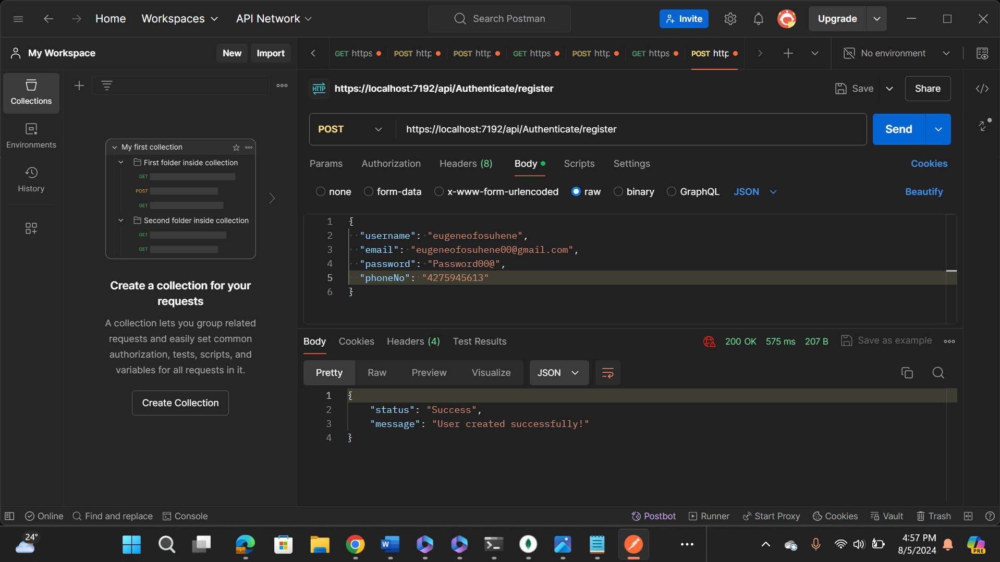 Home Workspaces API Network Search Postman Invite Upgrade
My Workspace New Import GET https POST http POST http GET https POST http GET https POST http No environment
Collections
Environments
History
My first collection
First folder inside collection
GET
POST
GET
Second folder inside collection
GET
GET
Create a collection for your
requests
A collection lets you group related
requests and easily set common
authorization, tests, scripts, and
variables for all requests in it.
Create Collection
HTTP https://localhost:7192/api/Authenticate/register Save Share
POST https://localhost:7192/api/Authenticate/register Send
Params Authorization Headers (8) Body Scripts Settings Cookies
none form-data x-www-form-urlencoded raw binary GraphQL JSON Beautify
1 {
2 "username": "eugeneofosuhene",
3 "email": "eugeneofosuhene00@gmail.com",
4 "password": "Password00@",
5 "phoneNo": "4275945613"
6 }
Body Cookies Headers (4) Test Results 200 OK 575 ms 207 B Save as example
Pretty Raw Preview Visualize JSON
1 {
2 "status": "Success",
3 "message": "User created successfully!"
4 }
Online Find and replace Console Postbot Runner Start Proxy Cookies Vault Trash
24°
W
PRE
4:57 PM
8/5/2024